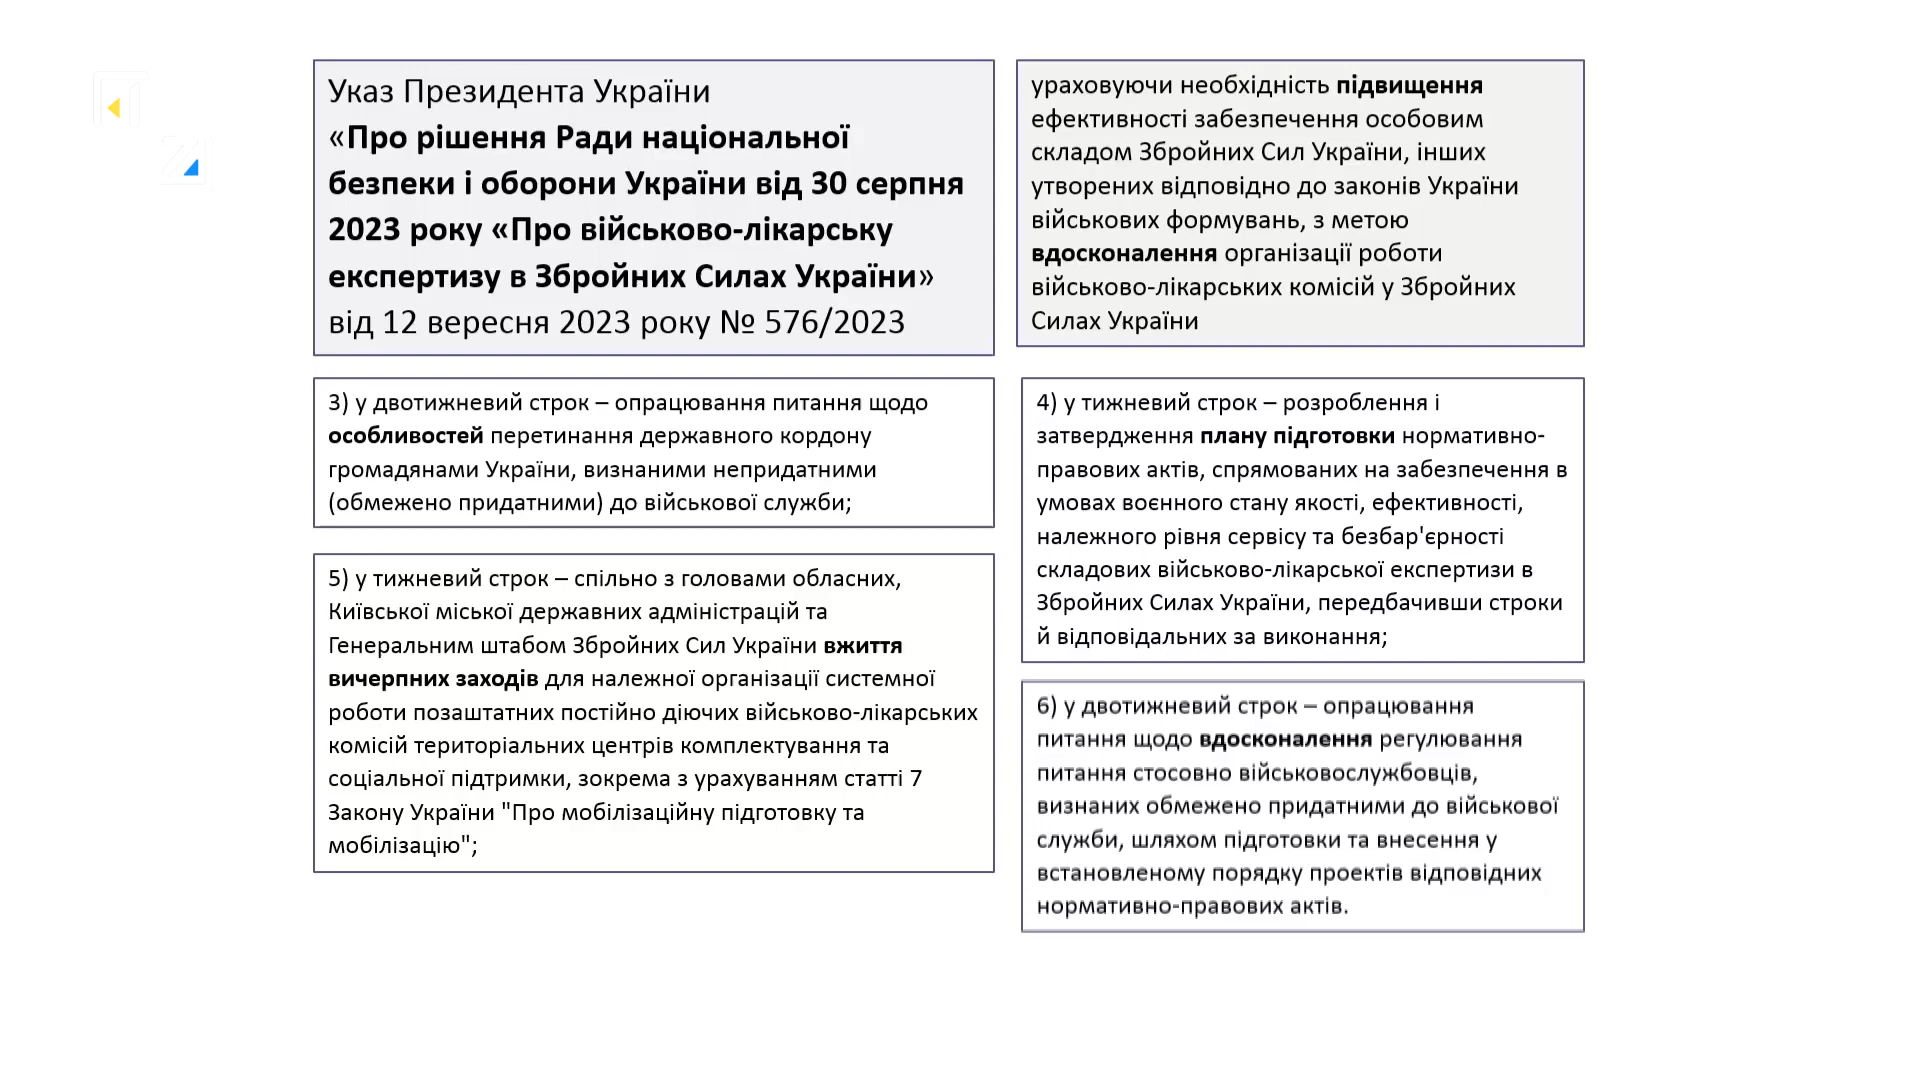 Указ Президента України
«Про рішення Ради національної
безпеки і оборони України від 30 серпня
2023 року «Про військово-лікарську
експертизу в Збройних Силах України»
від 12 вересня 2023 року № 576/2023
ураховуючи необхідність підвищення
ефективності забезпечення особовим
складом Збройних Сил України, інших
утворених відповідно до законів України
військових формувань, з метою
вдосконалення організації роботи
військово-лікарських комісій у Збройних
Силах України
3) у двотижневий строк – опрацювання питання щодо
особливостей перетинання державного кордону
громадянами України, визнаними непридатними
(обмежено придатними) до військової служби;
4) у тижневий строк – розроблення і
затвердження плану підготовки нормативно-
правових актів, спрямованих на забезпечення в
умовах воєнного стану якості, ефективності,
належного рівня сервісу та безбар'єрності
складових військово-лікарської експертизи в
Збройних Силах України, передбачивши строки
й відповідальних за виконання;
5) у тижневий строк – спільно з головами обласних,
Київської міської державних адміністрацій та
Генеральним штабом Збройних Сил України вжиття
вичерпних заходів для належної організації системної
роботи позаштатних постійно діючих військово-лікарських
комісій територіальних центрів комплектування та
соціальної підтримки, зокрема з урахуванням статті 7
Закону України "Про мобілізаційну підготовку та
мобілізацію";
6) у двотижневий строк – опрацювання
питання щодо вдосконалення регулювання
питання стосовно військовослужбовців,
визнаних обмежено придатними до військової
служби, шляхом підготовки та внесення у
встановленому порядку проектів відповідних
нормативно-правових актів.